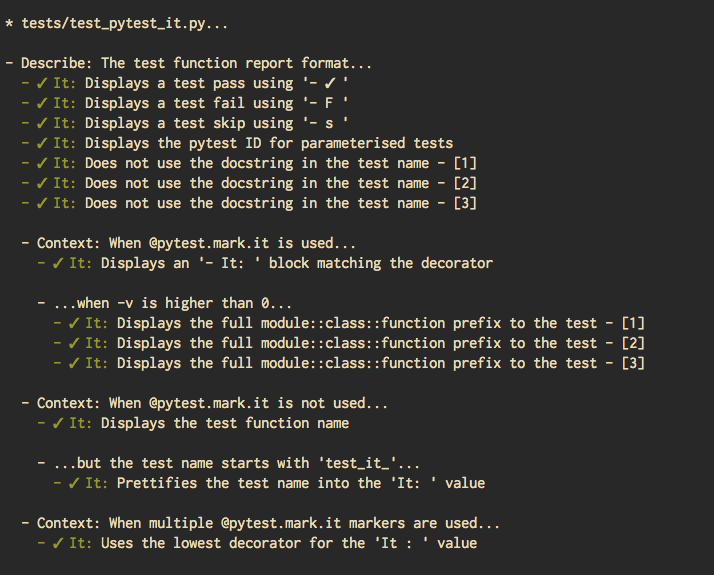 * tests/test_pytest_it.py...
- Describe: The test function report format...
- ✓ It: Displays a test pass using '- ✓ '
- ✓ It: Displays a test fail using '- F '
- ✓ It: Displays a test skip using '- s '
- ✓ It: Displays the pytest ID for parameterised tests
- ✓ It: Does not use the docstring in the test name - [1]
- ✓ It: Does not use the docstring in the test name - [2]
- ✓ It: Does not use the docstring in the test name - [3]
- Context: When @pytest.mark.it is used...
- ✓ It: Displays an '- It: ' block matching the decorator
- ...when -v is higher than 0...
- ✓ It: Displays the full module::class::function prefix to the test - [1]
- ✓ It: Displays the full module::class::function prefix to the test - [2]
- ✓ It: Displays the full module::class::function prefix to the test - [3]
- Context: When @pytest.mark.it is not used...
- ✓ It: Displays the test function name
- ...but the test name starts with 'test_it_'...
- ✓ It: Prettifies the test name into the 'It: ' value
- Context: When multiple @pytest.mark.it markers are used...
- ✓ It: Uses the lowest decorator for the 'It : ' value